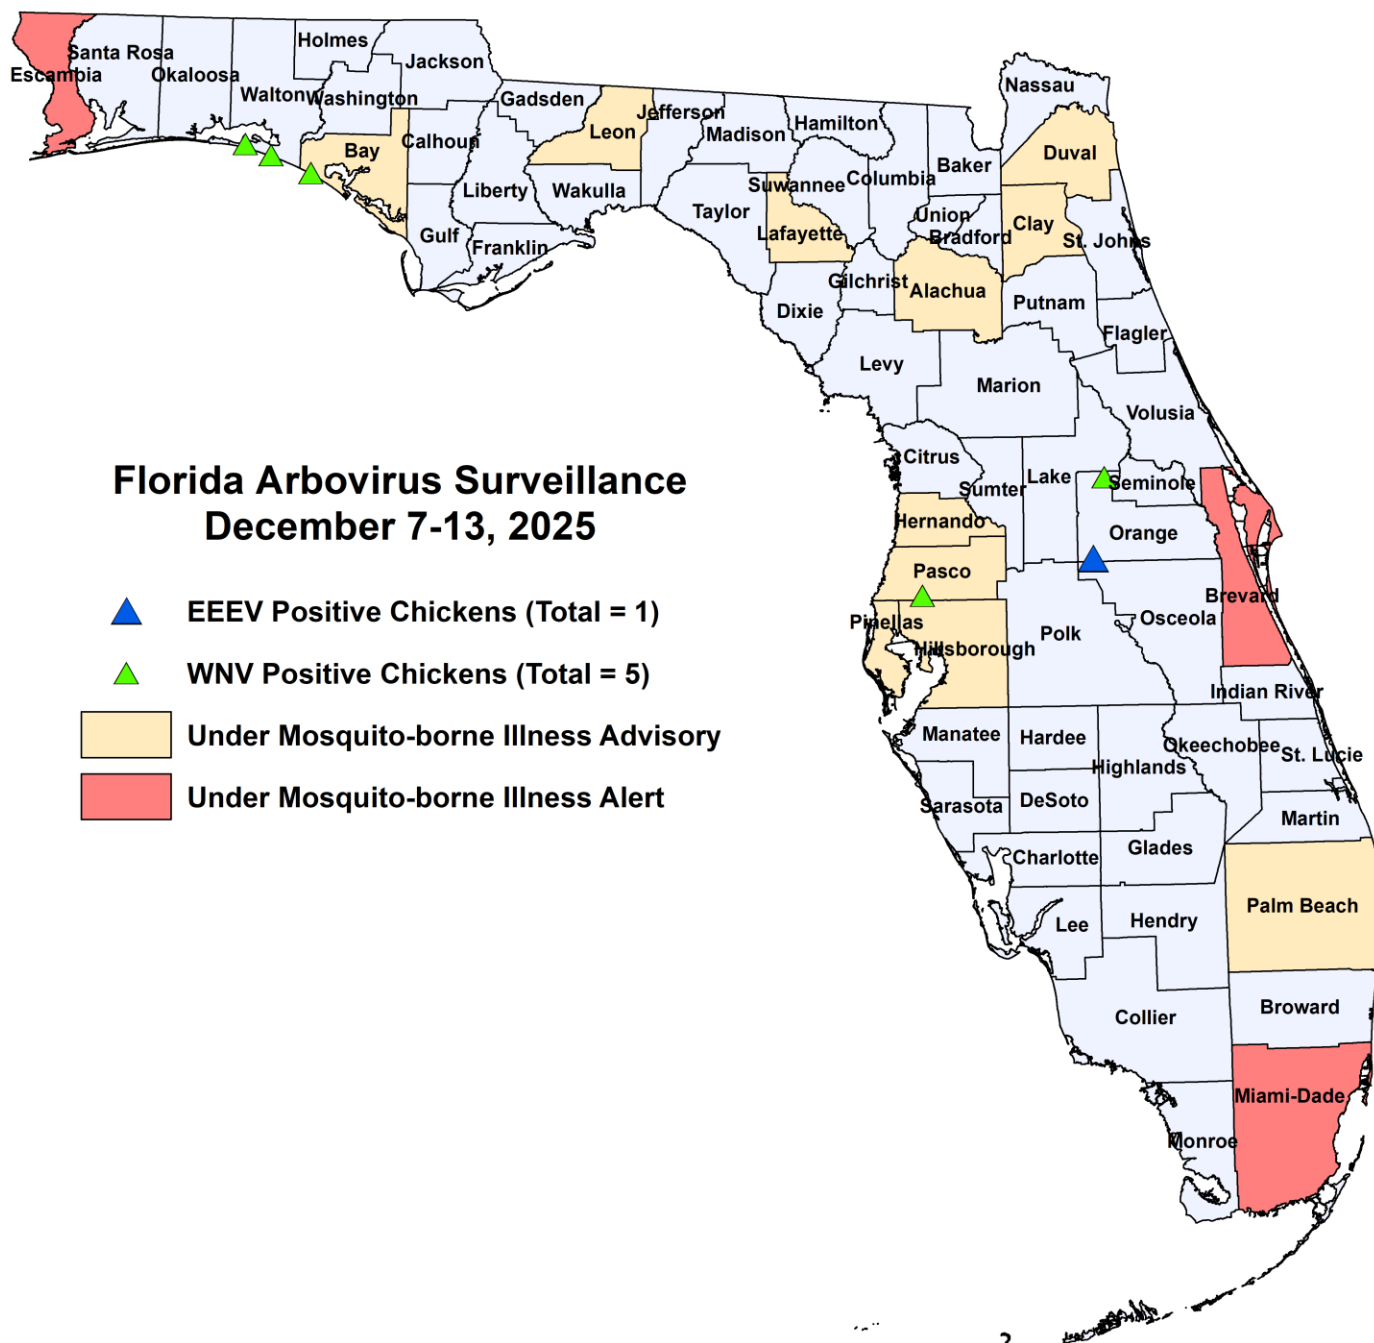 Holmes
Jackson
Santa Rosa
Escambia
Okaloosa
Walton
Washington
Gadsden
Nassau
Jefferson
Leon
Madison
Hamilton
Calhoun
Bay
Duval
Baker
Columbia
Suwannee
Liberty
Wakulla
Taylor
Union
Clay
Lafayette
Bradford
St. Johns
Gulf
Franklin
Gilchrist
Alachua
Putnam
Dixie
Flagler
Levy
Marion
Volusia
Citrus
Florida Arbovirus Surveillance
December 7-13, 2025
Lake
Seminole
Sumter
Hernando
Orange
Pasco
Brevard
EEEV Positive Chickens (Total = 1)
Osceola
Pinellas
Polk
Hillsborough
WNV Positive Chickens (Total = 5)
Indian River
Under Mosquito-borne Illness Advisory
Manatee
Hardee
Okeechobee
St. Lucie
Highlands
Under Mosquito-borne Illness Alert
Sarasota
DeSoto
Martin
Glades
Charlotte
Palm Beach
Hendry
Lee
Broward
Collier
Miami-Dade
Monroe